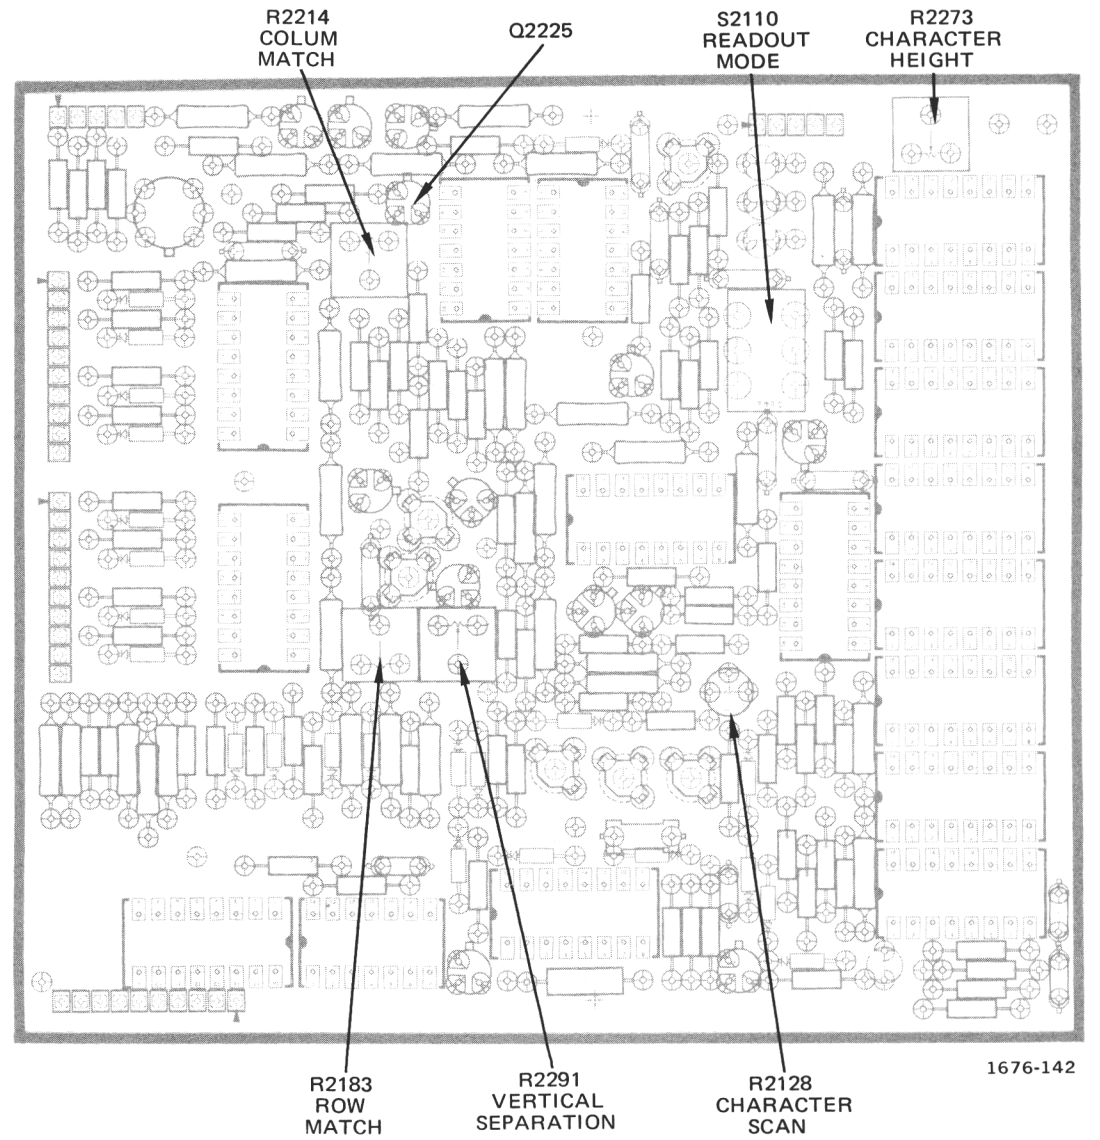 R2214
COLUM
MATCH
Q2225
S2110
READOUT
MODE
R2273
CHARACTER
HEIGHT
1676-142
R2183
ROW
MATCH
R2291
VERTICAL
SEPARATION
R2128
CHARACTER
SCAN